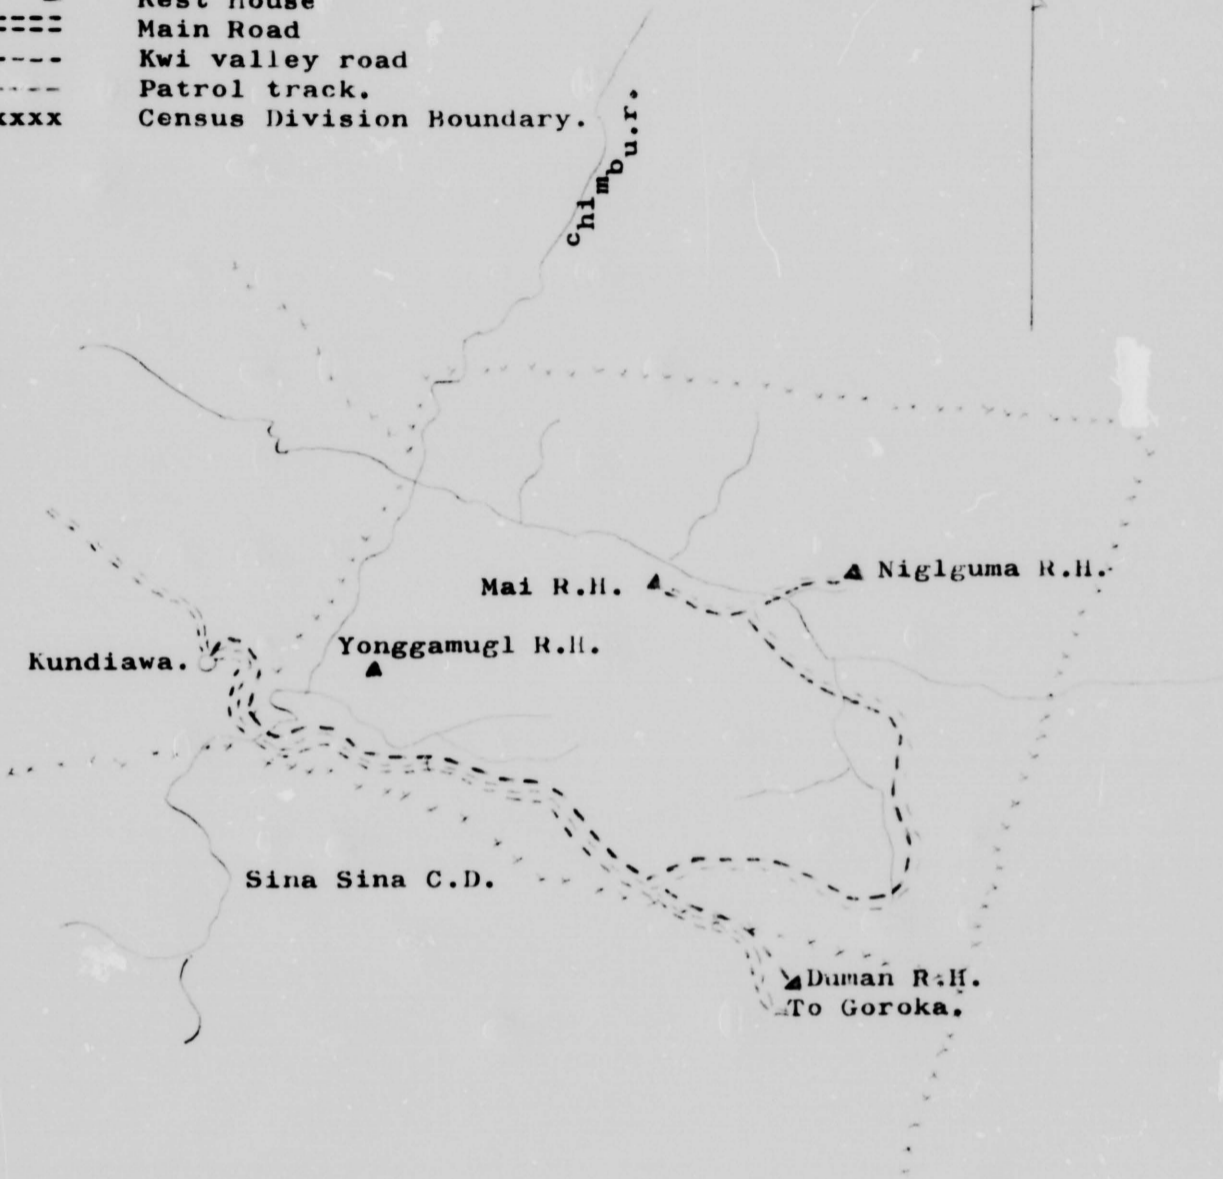 Rest House
Main Road
Kwi valley road
Patrol track.
xxxx Census Division Boundary.
Chimbu.r.
Niglguma R.H.
Mai R.H.
Yonggamugl R.H.
Kundiawa.
Sina Sina C.D.
Duman R.H.
To Goroka.